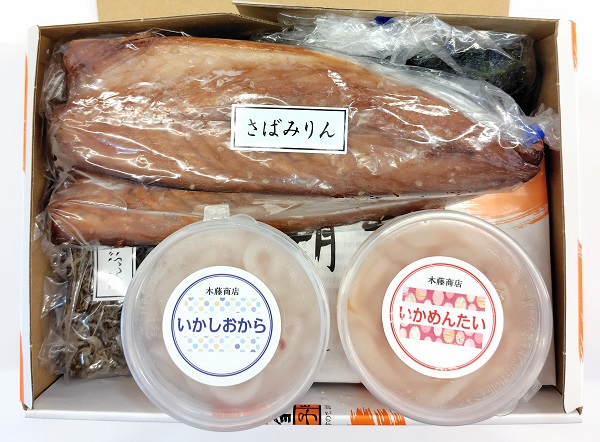 さばみりん
木藤商店
いかしおから
木藤商店
いかめんたい